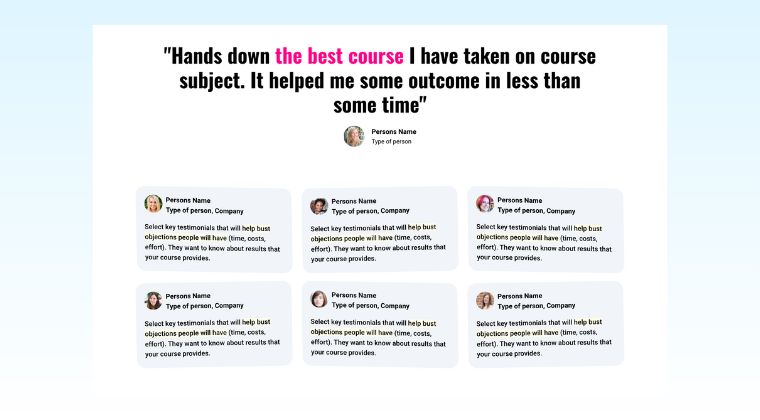 "Hands down the best course I have taken on course
subject. It helped me some outcome in less than
some time"
Persons Name
Type of person
Persons Name
Type of person, Company
Select key testimonials that will help bust
objections people will have (time, costs,
effort). They want to know about results that
your course provides.
Persons Name
Type of person, Company
Select key testimonials that will help bust
objections people will have (time, costs,
effort). They want to know about results that
your course provides.
Persons Name
Type of person, Company
Select key testimonials that will help bust
objections people will have (time, costs,
effort). They want to know about results that
your course provides.
Persons Name
Type of person, Company
Select key testimonials that will help bust
objections people will have (time, costs,
effort). They want to know about results that
your course provides.
Persons Name
Type of person, Company
Select key testimonials that will help bust
objections people will have (time, costs,
effort). They want to know about results that
your course provides.
Persons Name
Type of person, Company
Select key testimonials that will help bust
objections people will have (time, costs,
effort). They want to know about results that
your course provides.